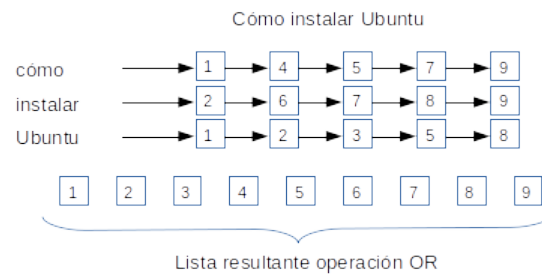 Cómo instalar Ubuntu
cómo 1 4 5 7 9
instalar 2 6 7 8 9
Ubuntu 1 2 3 5 8
1 2 3 4 5 6 7 8 9
Lista resultante operación OR